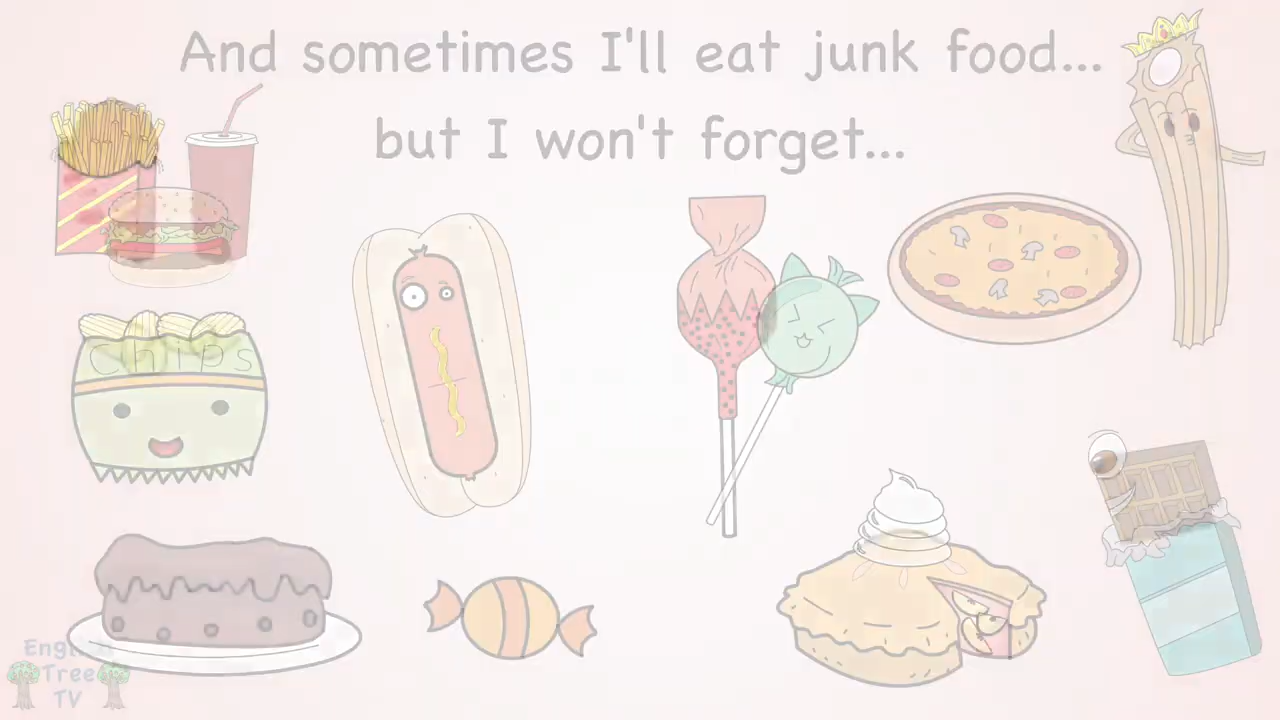 And sometimes I'll eat junk food...
but I won't forget...
Chips
English
Tree
TV